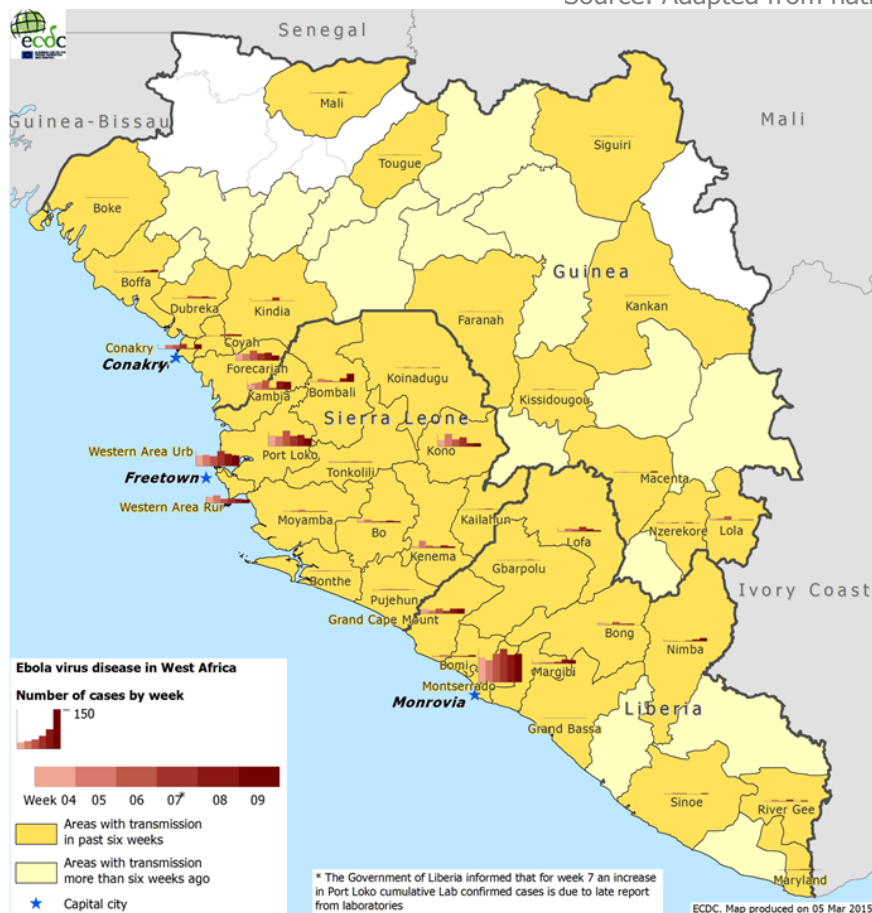 Source: Adapted from nati
ecdc
Senegal
Guinea-Bissau
Mali
Mali
Siguiri
Tougue
Boke
Guinea
Boffa
Dubreka
Kindia
Kankan
Faranah
Conakry
Coyah
Conakry
Forecariah
Kambia
Bombali
Koinadugu
Kissidougou
Sierra Leone
Western Area Urb
Port Loko
Kono
Freetown
Tonkolili
Macenta
Western Area Rur
Moyamba
Kailahun
Bo
Lofa
Nzerekore
Lola
Kenema
Gbarpolu
Bonthe
Ivory Coast
Pujehun
Grand Cape Mount
Bong
Nimba
Bomi
Margibi
Montserrado
Monrovia
Liberia
Grand Bassa
Sinoe
River Gee
Maryland
Ebola virus disease in West Africa
Number of cases by week
150
Week 04 05 06 07* 08 09
Areas with transmission
in past six weeks
Areas with transmission
more than six weeks ago
Capital city
* The Government of Liberia informed that for week 7 an increase
in Port Loko cumulative Lab confirmed cases is due to late report
from laboratories
ECDC. Map produced on 05 Mar 2015